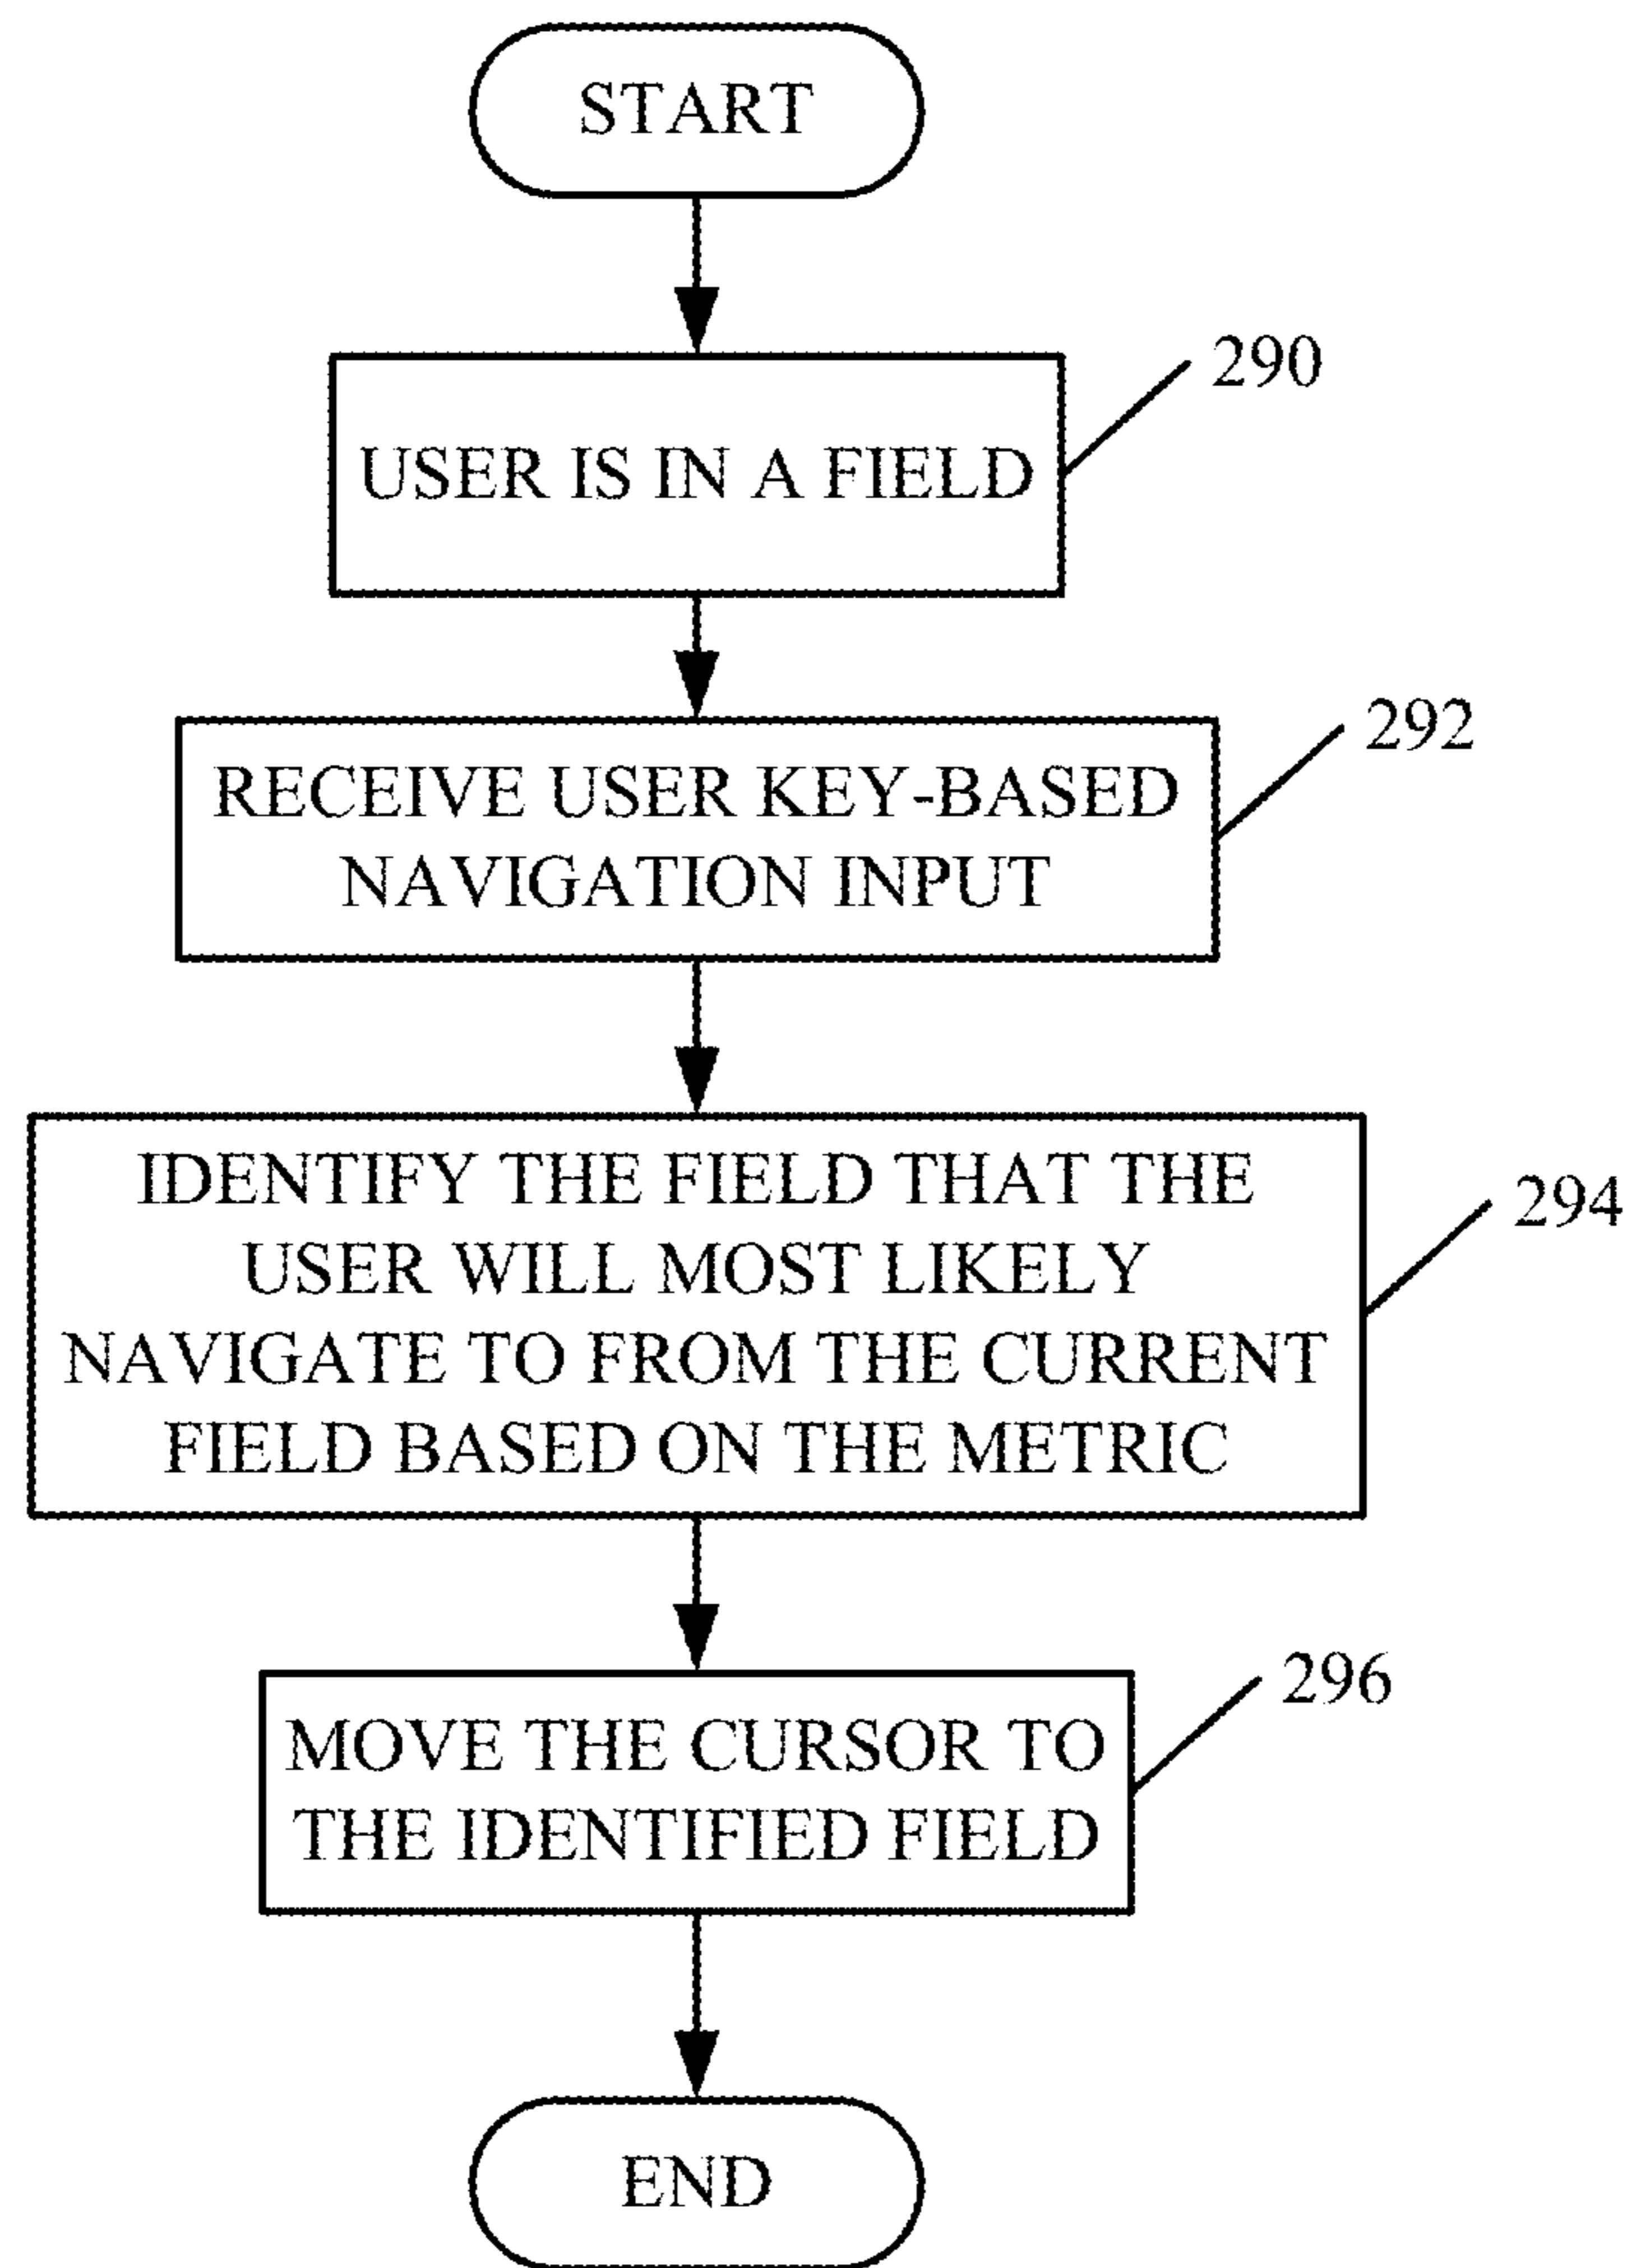 START
USER IS IN A FIELD
290
RECEIVE USER KEY-BASED
NAVIGATION INPUT
292
IDENTIFY THE FIELD THAT THE
USER WILL MOST LIKELY
NAVIGATE TO FROM THE CURRENT
FIELD BASED ON THE METRIC
294
MOVE THE CURSOR TO
THE IDENTIFIED FIELD
296
END